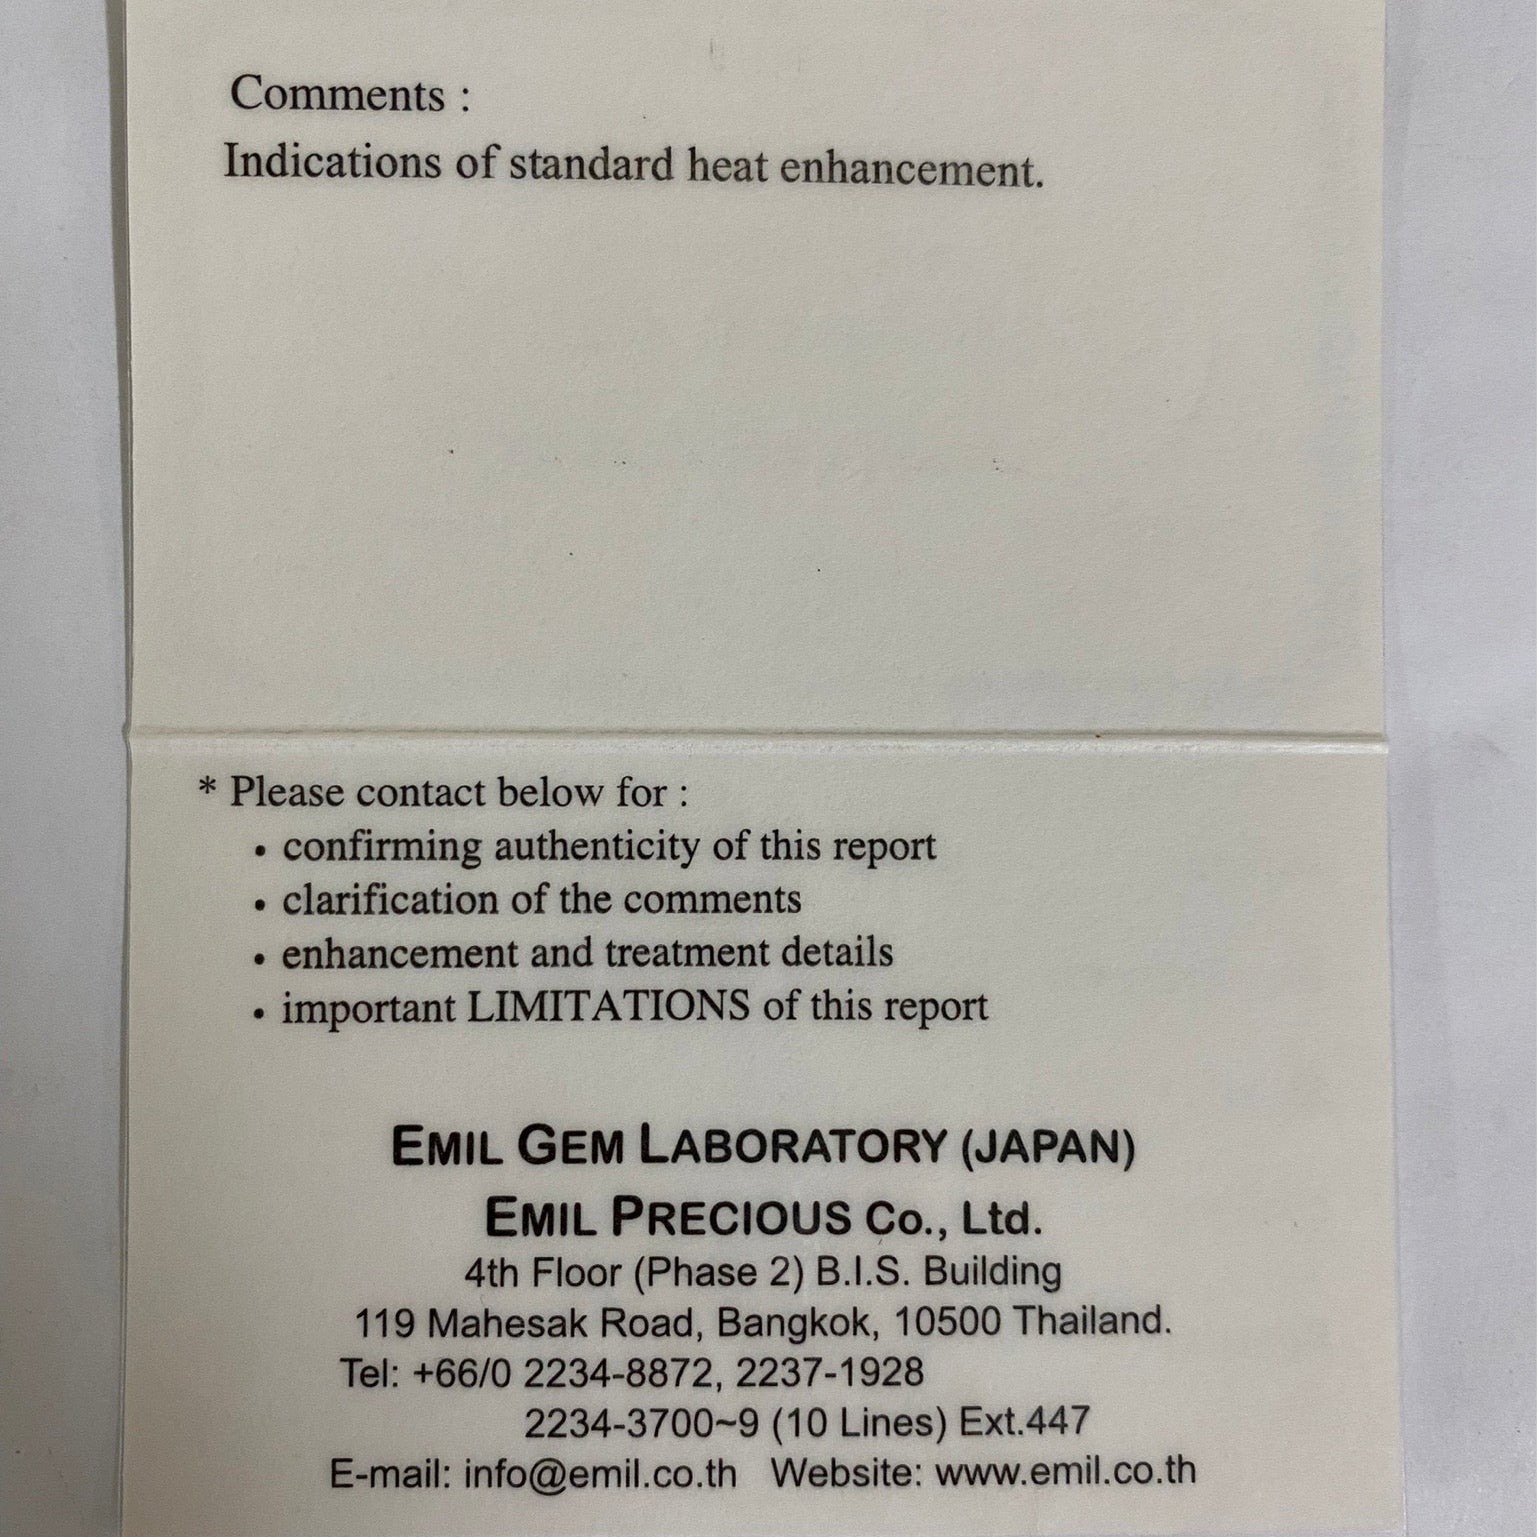 Comments :
Indications of standard heat enhancement.
* Please contact below for :
• confirming authenticity of this report
• clarification of the comments
• enhancement and treatment details
• important LIMITATIONS of this report
EMIL GEM LABORATORY (JAPAN)
EMIL PRECIOUS Co., Ltd.
4th Floor (Phase 2) B.I.S. Building
119 Mahesak Road, Bangkok, 10500 Thailand.
Tel: +66/0 2234-8872, 2237-1928
2234-3700~9 (10 Lines) Ext.447
E-mail: info@emil.co.th Website: www.emil.co.th